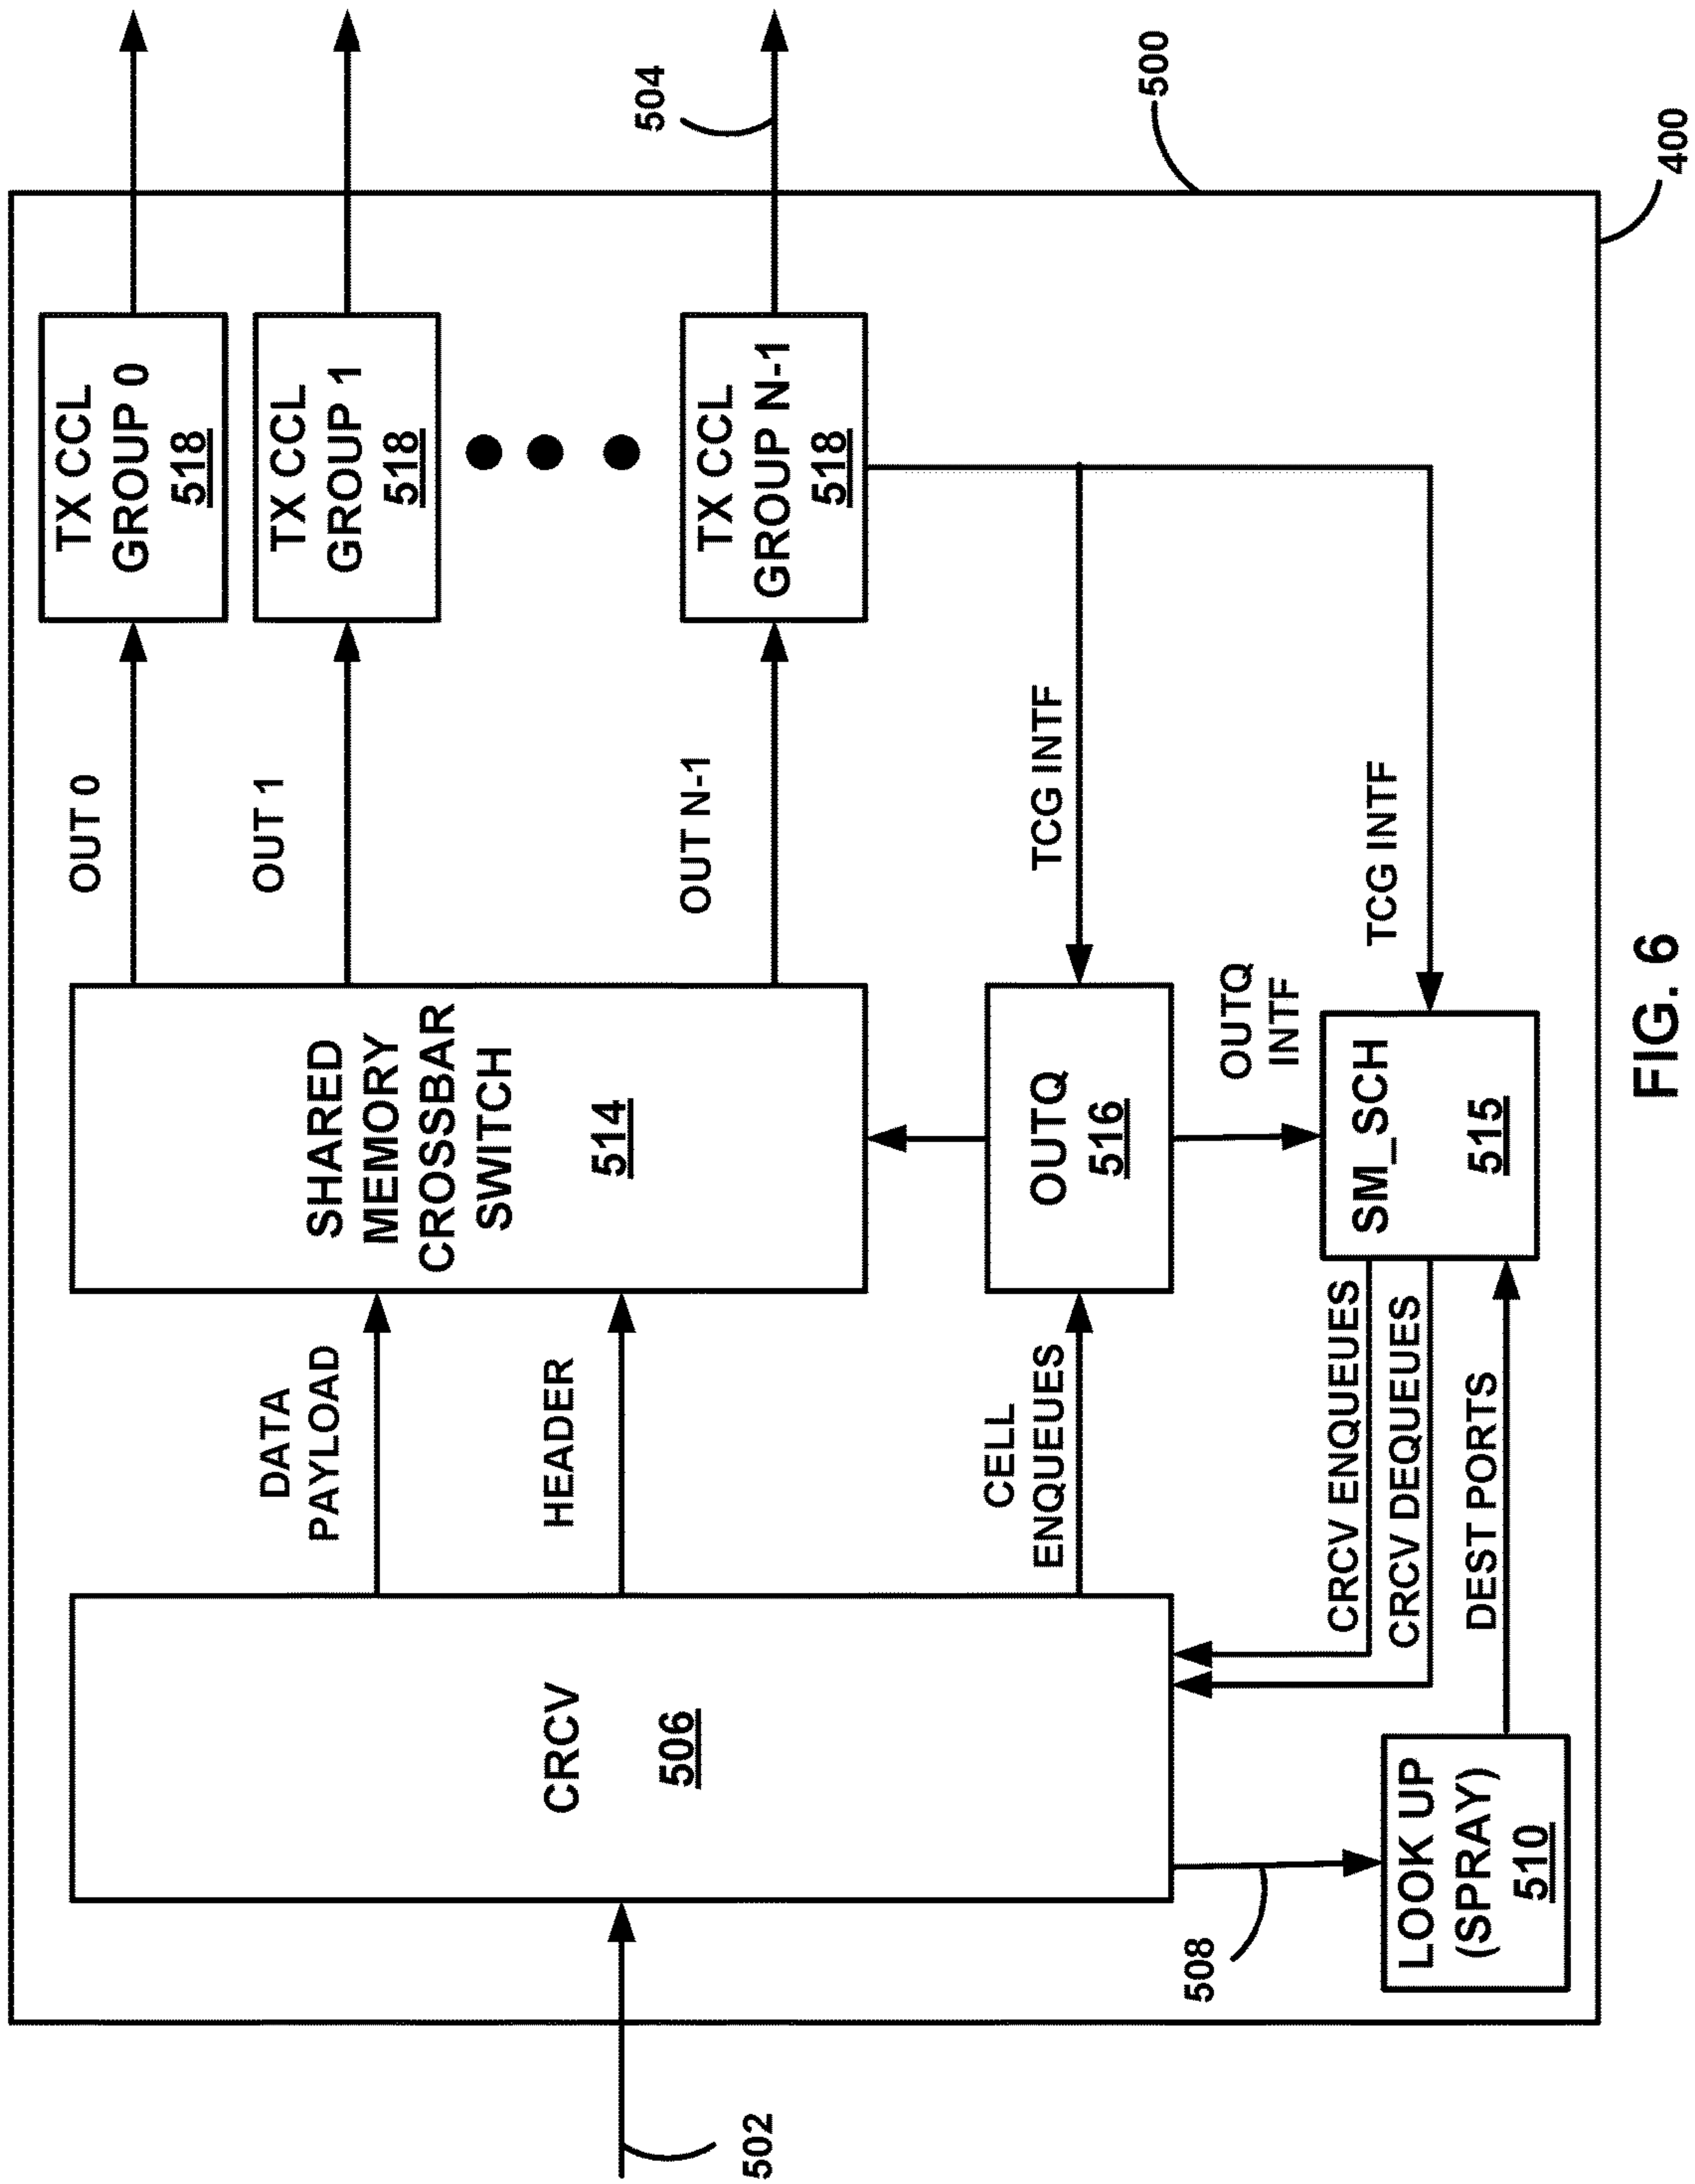 TX CCL
GROUP 0
518
TX CCL
GROUP 1
518
TX CCL
GROUP N-1
518
504
500
400
OUT 0
OUT 1
OUT N-1
TCG INTF
TCG INTF
SHARED
MEMORY
CROSSBAR
SWITCH
514
OUTQ
516
OUTQ
INTF
SM_SCH
515
DATA
PAYLOAD
HEADER
CELL
ENQUEUES
CRCV ENQUEUES
CRCV DEQUEUES
DEST PORTS
CRCV
506
LOOK UP
(SPRAY)
510
508
502
FIG. 6